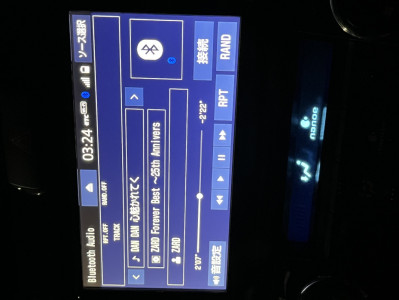 Bluetooth Audio
03:24 ETC
ソース選択
RPT:OFF RAND:OFF
TRACK
♪ DAN DAN 心魅かれてく
ZARD Forever Best ～25th Annivers
ZARD
接続
2'07" -2'22"
音設定
RPT
RAND
nanoe